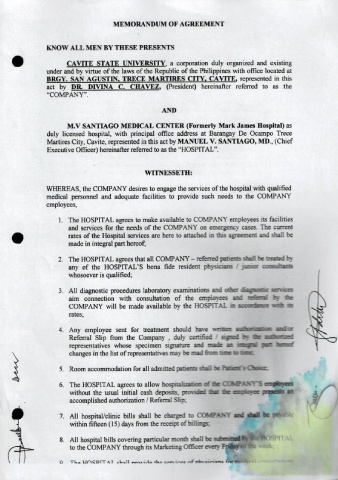 MEMORANDUM OF AGREEMENT
KNOW ALL MEN BY THESE PRESENTS
CAVITE STATE UNIVERSITY, a corporation duly organized and existing
under and by virtue of the laws of the Republic of the Philippines with office located at
BRGY. SAN AGUSTIN, TRECE MARTIRES CITY, CAVITE, represented in this
act by DR. DIVINA C. CHAVEZ, (President) hereinafter referred to as the
"COMPANY".
AND
M.V SANTIAGO MEDICAL CENTER (Formerly Mark James Hospital) as
duly licensed hospital, with principal office address at Barangay De Ocampo Trece
Martires City, Cavite, represented in this act by MANUEL V. SANTIAGO, MD., (Chief
Executive Officer) hereinafter referred to as the "HOSPITAL".
WITNESSETH:
WHEREAS, the COMPANY desires to engage the services of the hospital with qualified
medical personnel and adequate facilities to provide such needs to the COMPANY
employees,
1. The HOSPITAL agrees to make available to COMPANY employees its facilities
and services for the needs of the COMPANY on emergency cases. The current
rates of the Hospital services are here to attached in this agreement and shall be
made in integral part hereof;
2. The HOSPITAL agrees that all COMPANY – referred patients shall be treated by
any of the HOSPITAL'S bona fide resident physicians / junior consultants
whosoever is qualified;
3. All diagnostic procedures laboratory examinations and other diagnostic services
aim connection with consultation of the employees and referral by the
COMPANY will be made available by the HOSPITAL in accordance with its
rates,
4. Any employee sent for treatment should have written authorization and/or
Referral Slip from the Company , duly certified / signed by the authorized
representatives whose specimen signature and made an integral part hereof
changes in the list of representatives may be mad from time to time;
5. Room accommodation for all admitted patients shall be Patient's Choice;
6. The HOSPITAL agrees to allow hospitalization of the COMPANY'S employees
without the usual initial cash deposits, provided that the employee presents an
accomplished authorization / Referral Slip;
7. All hospital/clinic bills shall be charged to COMPANY and shall be payable
within fifteen (15) days from the receipt of billings;
8. All hospital bills covering particular month shall be submitted by the HOSPITAL
to the COMPANY through its Marketing Officer every Friday of the week;
9. The HOSPITAL shall provide the services of physicians for